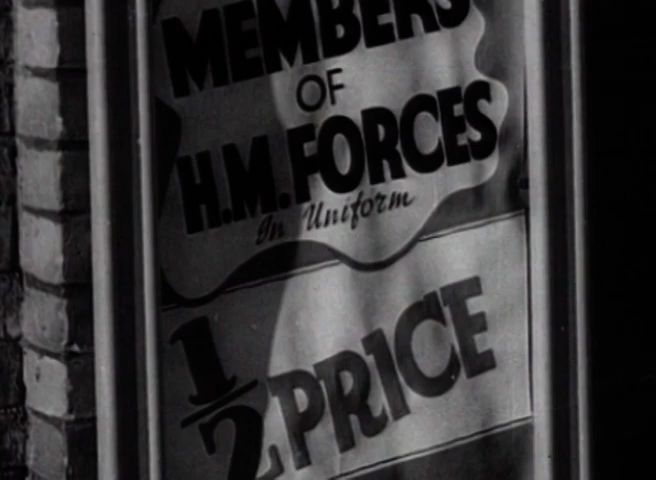 MEMBERS
OF
H.M. FORCES
In Uniform
1/2 PRICE